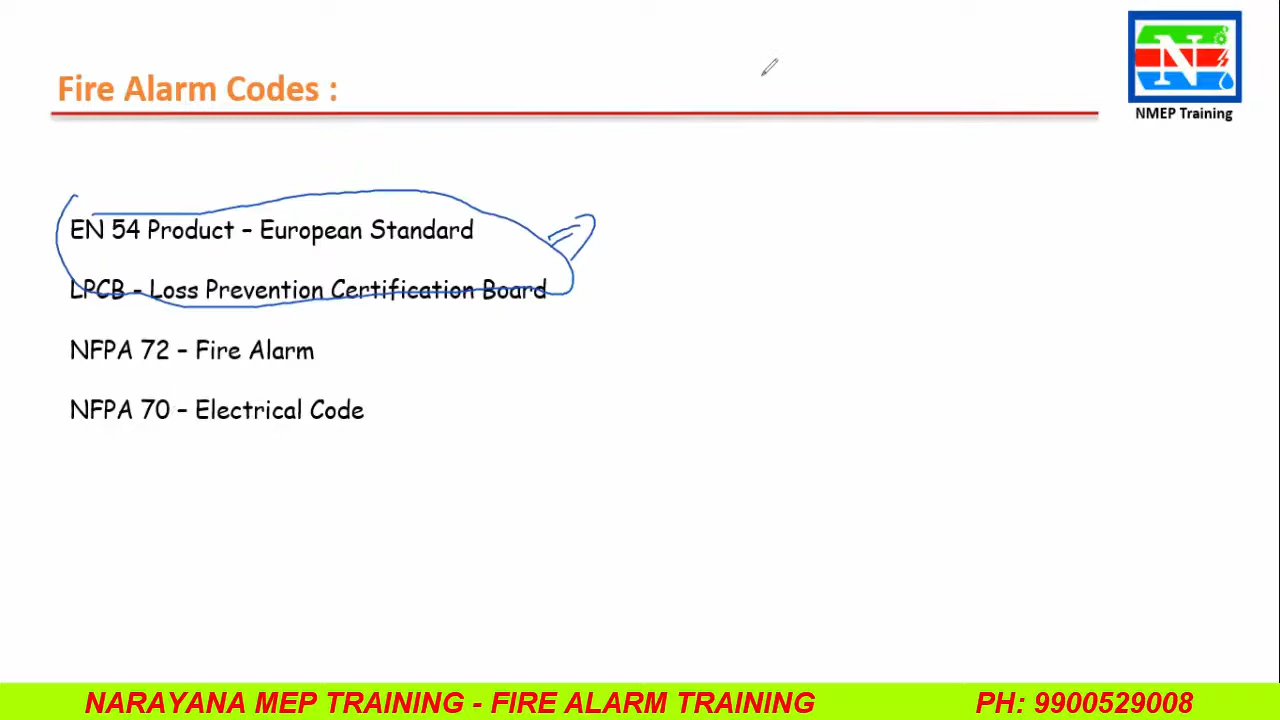 Fire Alarm Codes :
N
NMEP Training
EN 54 Product – European Standard
LPCB - Loss Prevention Certification Board
NFPA 72 – Fire Alarm
NFPA 70 – Electrical Code
NARAYANA MEP TRAINING - FIRE ALARM TRAINING
PH: 9900529008